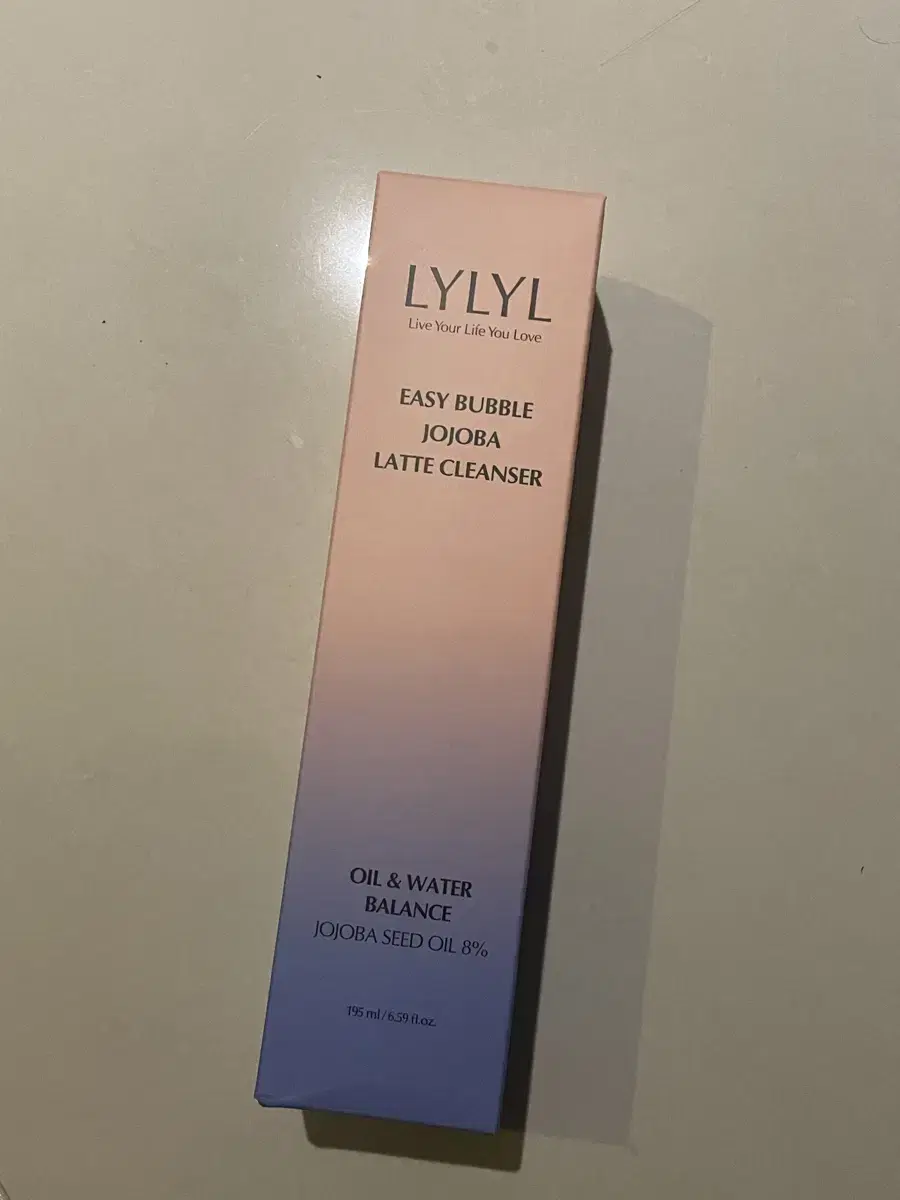 LYLYL
Live Your Life You Love
EASY BUBBLE
JOJOBA
LATTE CLEANSER
OIL & WATER
BALANCE
JOJOBA SEED OIL 8%
195 ml / 6.59 fl.oz.